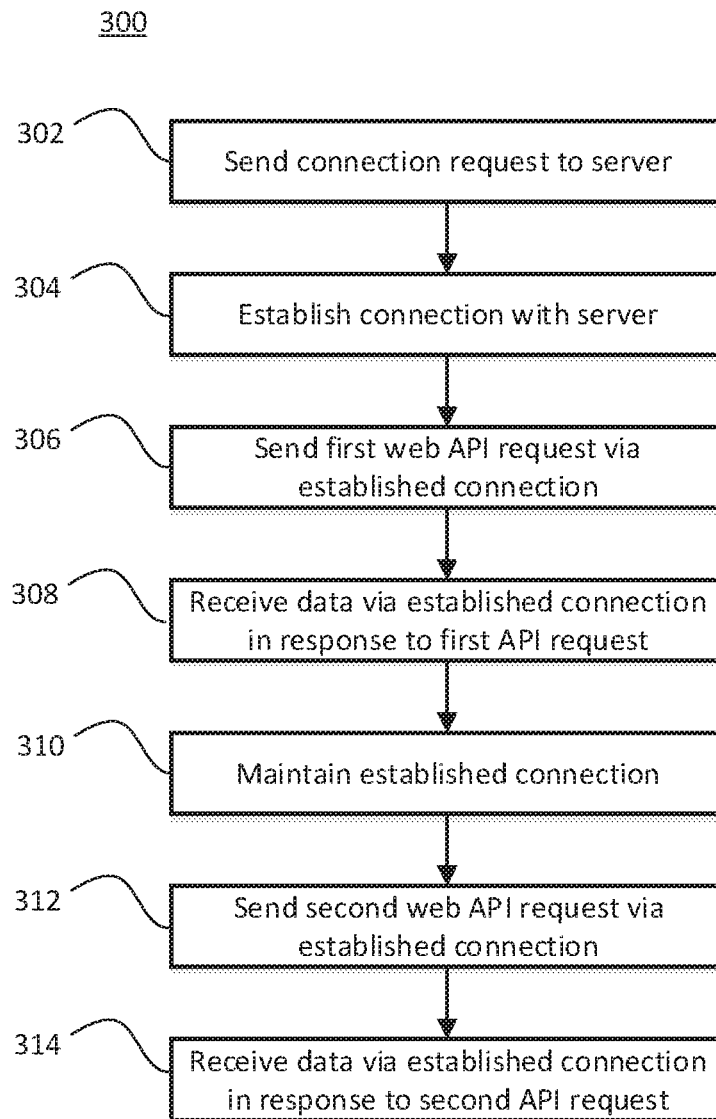 300
302
Send connection request to server
304
Establish connection with server
306
Send first web API request via
established connection
308
Receive data via established connection
in response to first API request
310
Maintain established connection
312
Send second web API request via
established connection
314
Receive data via established connection
in response to second API request